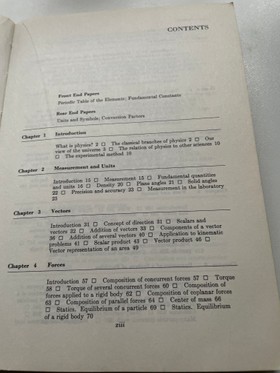 CONTENTS
Front End Papers
Periodic Table of the Elements; Fundamental Constants
Rear End Papers
Units and Symbols; Conversion Factors
Chapter 1 Introduction
What is physics? 2 □ The classical branches of physics 3 □ Our
view of the universe 3 □ The relation of physics to other sciences 10
□ The experimental method 10
Chapter 2 Measurement and Units
Introduction 15 □ Measurement 15 □ Fundamental quantities
and units 16 □ Density 20 □ Plane angles 21 □ Solid angles
22 □ Precision and accuracy 23 □ Measurement in the laboratory
23
Chapter 3 Vectors
Introduction 31 □ Concept of direction 31 □ Scalars and
vectors 32 □ Addition of vectors 33 □ Components of a vector
36 □ Addition of several vectors 40 □ Application to kinematic
problems 41 □ Scalar product 43 □ Vector product 46 □
Vector representation of an area 49
Chapter 4 Forces
Introduction 57 □ Composition of concurrent forces 57 □ Torque
58 □ Torque of several concurrent forces 60 □ Composition of
forces applied to a rigid body 62 □ Composition of coplanar forces
63 □ Composition of parallel forces 64 □ Center of mass 66
□ Statics. Equilibrium of a particle 69 □ Statics. Equilibrium
of a rigid body 70
xiii